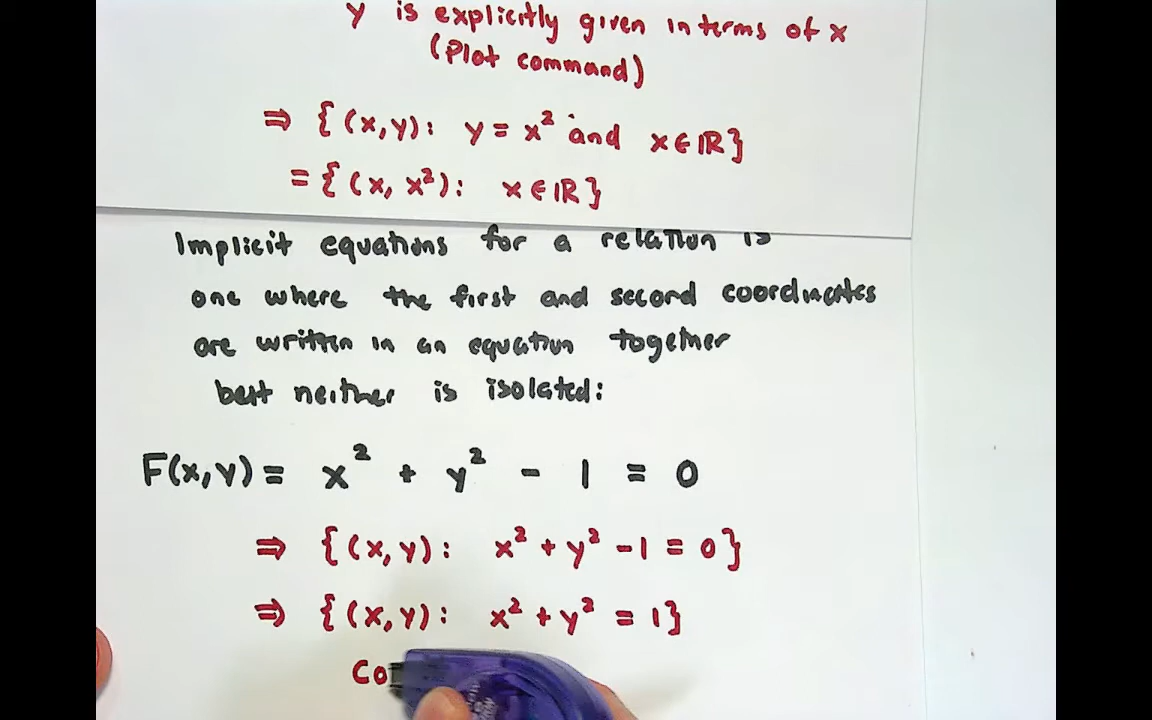 y is explicitly given in terms of x
(Plot command)
⇒ {(x,y): y = x² and x∈ℝ}
= {(x, x²): x∈ℝ}
Implicit equations for a relation is
one where the first and second coordinates
are written in an equation together
best neither is isolated:
F(x,y) = x² + y² - 1 = 0
⇒ {(x,y): x² + y² - 1 = 0}
⇒ {(x,y): x² + y² = 1}
Co